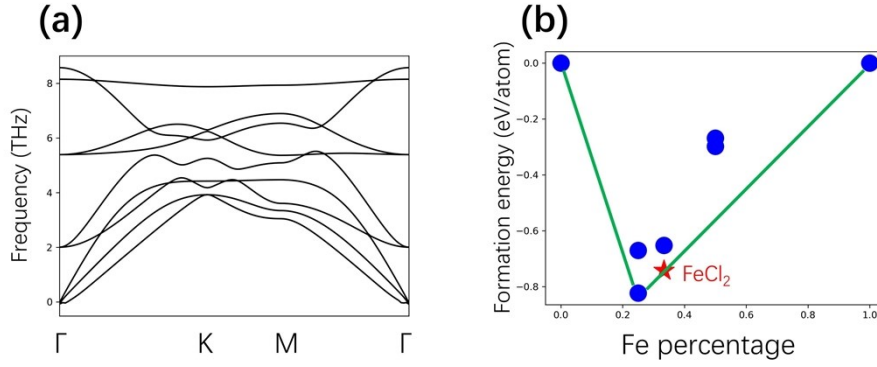 (a)
Frequency (THz)
8
6
4
2
0
Γ K M Γ
(b)
Formation energy (eV/atom)
0.0
−0.2
−0.4
−0.6
−0.8
FeCl₂
0.0 0.2 0.4 0.6 0.8 1.0
Fe percentage